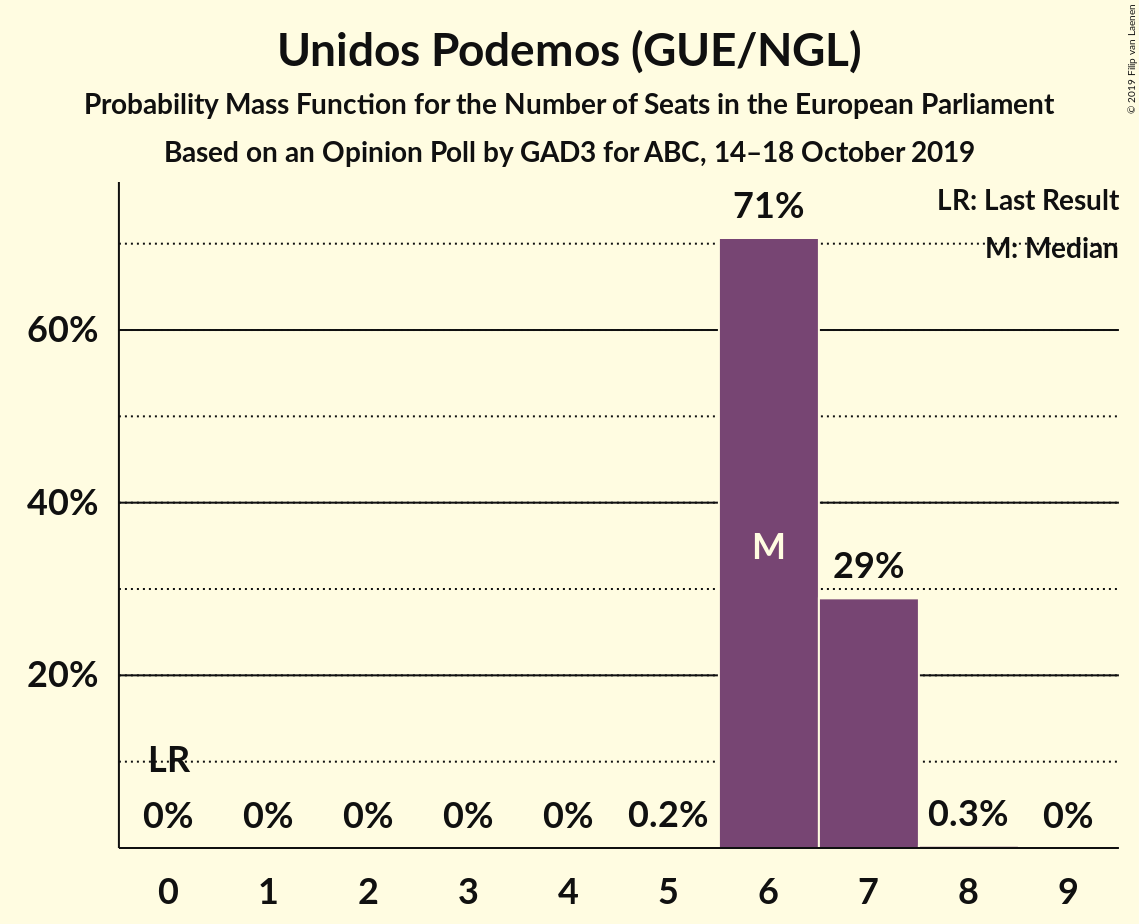 Unidos Podemos (GUE/NGL)
Probability Mass Function for the Number of Seats in the European Parliament
Based on an Opinion Poll by GAD3 for ABC, 14–18 October 2019
© 2019 Filip van Laenen
LR: Last Result
M: Median
71%
60%
40%
M
29%
20%
LR
0% 0% 0% 0% 0% 0.2% 0.3% 0%
0 1 2 3 4 5 6 7 8 9